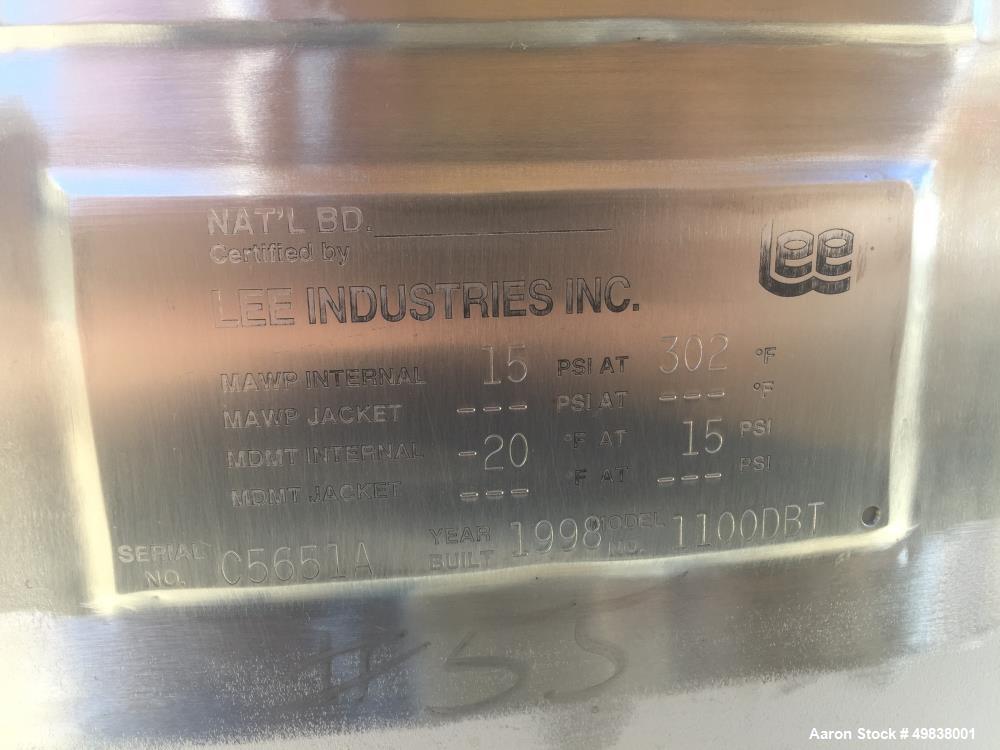 NAT'L BD.
Certified by
LEE
LEE INDUSTRIES INC.
MAWP INTERNAL 15 PSI AT 302 °F
MAWP JACKET --- PSI AT --- °F
MDMT INTERNAL -20 °F AT 15 PSI
MDMT JACKET --- °F AT --- PSI
SERIAL NO. C5651A YEAR BUILT 1998 MODEL NO. 1100DBT
Aaron Stock # 49838001